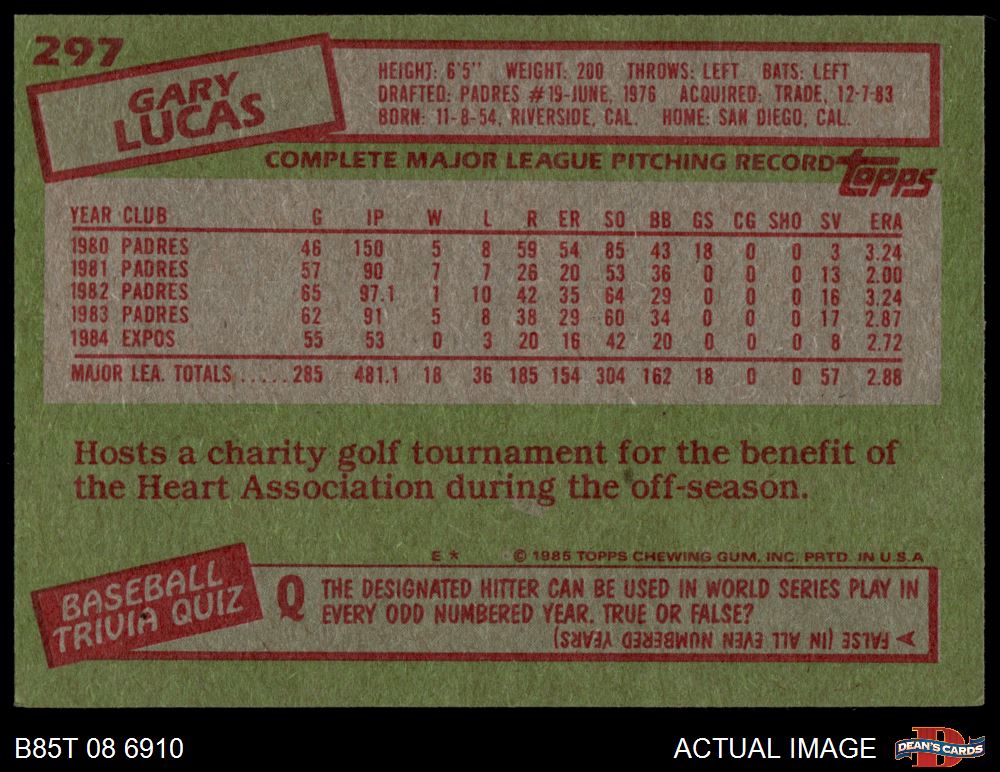 297
GARY
LUCAS
HEIGHT: 6'5" WEIGHT: 200 THROWS: LEFT BATS: LEFT
DRAFTED: PADRES #19-JUNE, 1976 ACQUIRED: TRADE, 12-7-83
BORN: 11-8-54, RIVERSIDE, CAL. HOME: SAN DIEGO, CAL.
COMPLETE MAJOR LEAGUE PITCHING RECORD topps
YEAR CLUB G IP W L R ER SO BB GS CG SHO SV ERA
1980 PADRES 46 150 5 8 59 54 85 43 18 0 0 3 3.24
1981 PADRES 57 90 7 7 26 20 53 36 0 0 0 13 2.00
1982 PADRES 65 97.1 1 10 42 35 64 29 0 0 0 16 3.24
1983 PADRES 62 91 5 8 38 29 60 34 0 0 0 17 2.87
1984 EXPOS 55 53 0 3 20 16 42 20 0 0 0 8 2.72
MAJOR LEA. TOTALS.....285 481.1 18 36 185 154 304 162 18 0 0 57 2.88
Hosts a charity golf tournament for the benefit of
the Heart Association during the off-season.
E * © 1985 TOPPS CHEWING GUM, INC. PRTD. IN U.S.A
BASEBALL
TRIVIA QUIZ
Q THE DESIGNATED HITTER CAN BE USED IN WORLD SERIES PLAY IN
EVERY ODD NUMBERED YEAR. TRUE OR FALSE?
FALSE (IN ALL EVEN NUMBERED YEARS)
B85T 08 6910
ACTUAL IMAGE
D
DEAN'S CARDS